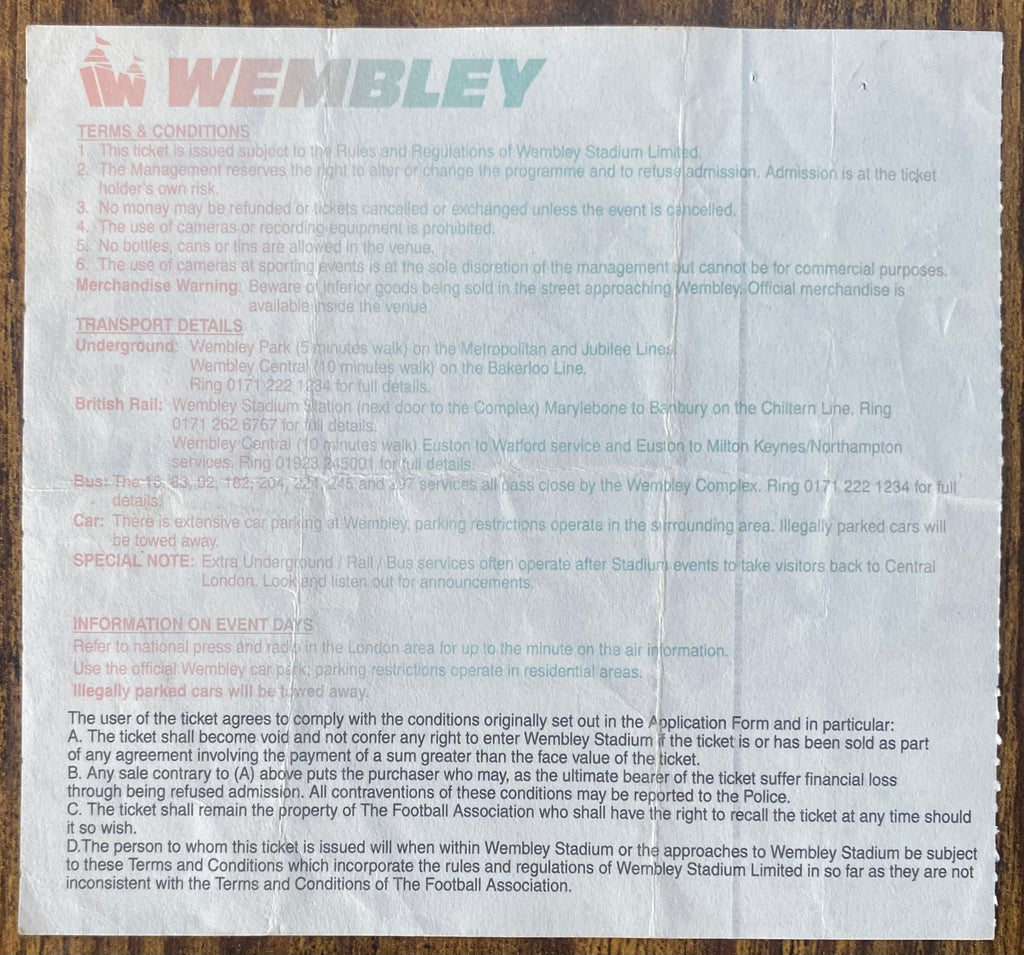 WEMBLEY
TERMS & CONDITIONS
1. This ticket is issued subject to the Rules and Regulations of Wembley Stadium Limited.
2. The Management reserves the right to alter or change the programme and to refuse admission. Admission is at the ticket
holder's own risk.
3. No money may be refunded or tickets cancelled or exchanged unless the event is cancelled.
4. The use of cameras or recording equipment is prohibited.
5. No bottles, cans or tins are allowed in the venue.
6. The use of cameras at sporting events is at the sole discretion of the management but cannot be for commercial purposes.
Merchandise Warning: Beware of inferior goods being sold in the street approaching Wembley. Official merchandise is
available inside the venue.
TRANSPORT DETAILS
Underground: Wembley Park (5 minutes walk) on the Metropolitan and Jubilee Lines.
Wembley Central (10 minutes walk) on the Bakerloo Line.
Ring 0171 222 1234 for full details.
British Rail: Wembley Stadium Station (next door to the Complex) Marylebone to Banbury on the Chiltern Line. Ring
0171 262 6767 for full details.
Wembley Central (10 minutes walk) Euston to Watford service and Euston to Milton Keynes/Northampton
services. Ring 01923 245001 for full details.
Bus: The 83, 92, 182, 204, 224, 245 and 297 services all pass close by the Wembley Complex. Ring 0171 222 1234 for full
details.
Car: There is extensive car parking at Wembley, parking restrictions operate in the surrounding area. Illegally parked cars will
be towed away.
SPECIAL NOTE: Extra Underground / Rail / Bus services often operate after Stadium events to take visitors back to Central
London. Look and listen out for announcements.
INFORMATION ON EVENT DAYS
Refer to national press and radio in the London area for up to the minute on the air information.
Use the official Wembley car park; parking restrictions operate in residential areas.
Illegally parked cars will be towed away.
The user of the ticket agrees to comply with the conditions originally set out in the Application Form and in particular:
A. The ticket shall become void and not confer any right to enter Wembley Stadium if the ticket is or has been sold as part
of any agreement involving the payment of a sum greater than the face value of the ticket.
B. Any sale contrary to (A) above puts the purchaser who may, as the ultimate bearer of the ticket suffer financial loss
through being refused admission. All contraventions of these conditions may be reported to the Police.
C. The ticket shall remain the property of The Football Association who shall have the right to recall the ticket at any time should
it so wish.
D.The person to whom this ticket is issued will when within Wembley Stadium or the approaches to Wembley Stadium be subject
to these Terms and Conditions which incorporate the rules and regulations of Wembley Stadium Limited in so far as they are not
inconsistent with the Terms and Conditions of The Football Association.